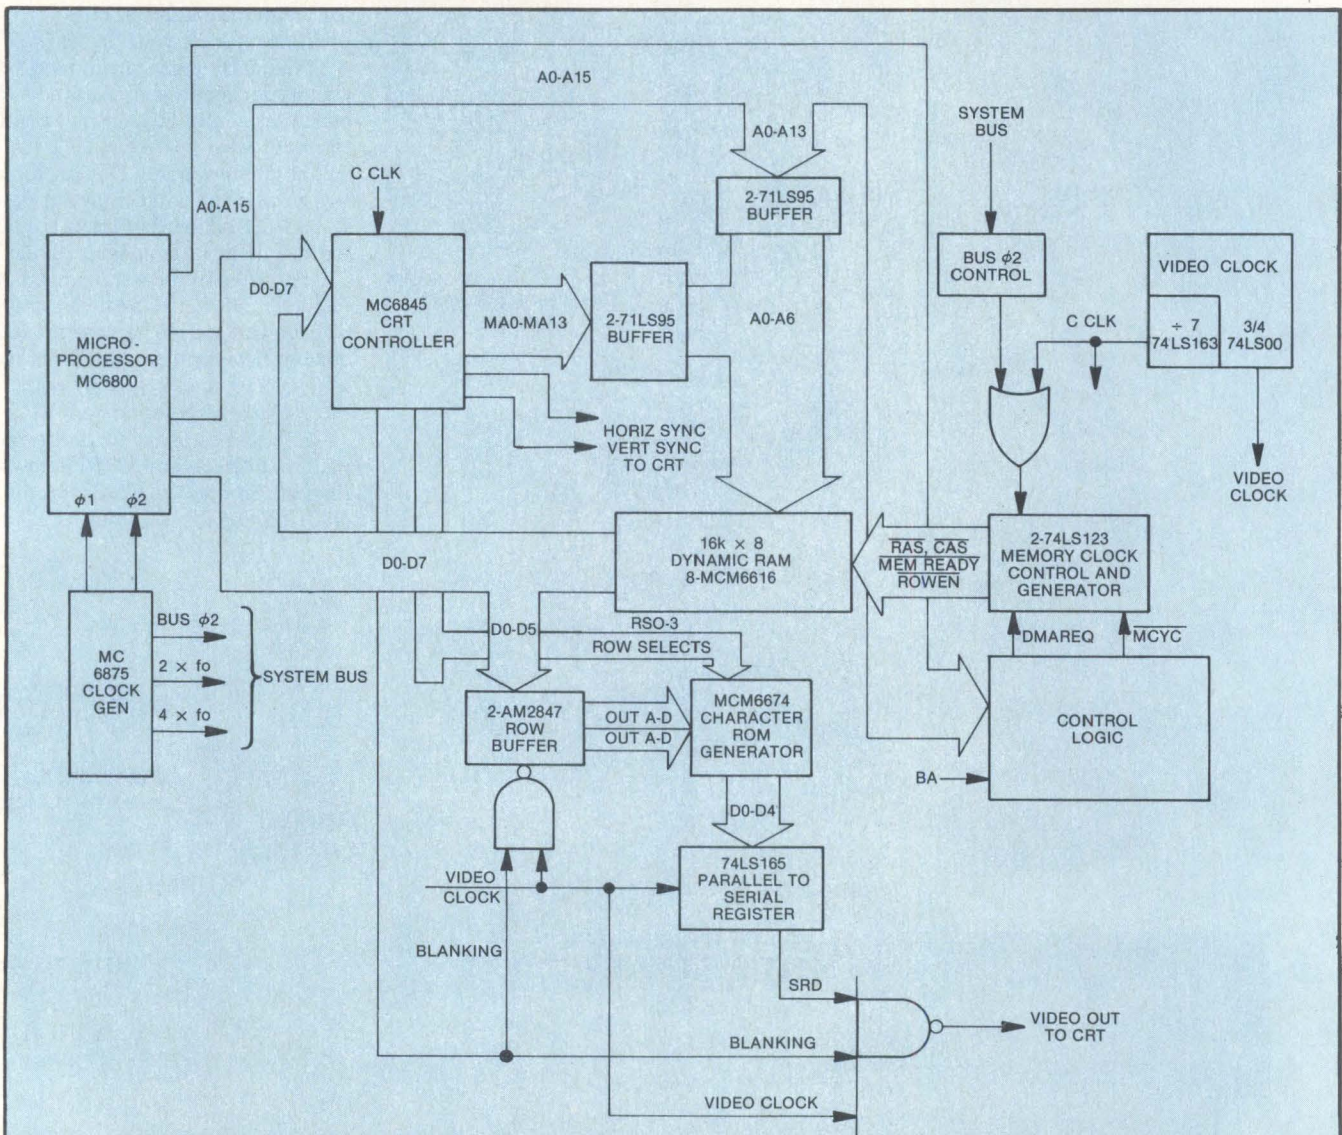 A0-A15
A0-A13
SYSTEM
BUS
C CLK
A0-A15
2-71LS95
BUFFER
D0-D7
MC6845
CRT
CONTROLLER
MA0-MA13
2-71LS95
BUFFER
A0-A6
BUS ϕ2
CONTROL
VIDEO CLOCK
÷ 7
74LS163
3/4
74LS00
C CLK
MICRO-
PROCESSOR
MC6800
ϕ1 ϕ2
HORIZ SYNC
VERT SYNC
TO CRT
VIDEO
CLOCK
D0-D7
16k × 8
DYNAMIC RAM
8-MCM6616
RAS, CAS
MEM READY
ROWEN
2-74LS123
MEMORY CLOCK
CONTROL AND
GENERATOR
MC
6875
CLOCK
GEN
BUS ϕ2
2 × fo
4 × fo
SYSTEM BUS
D0-D5
RSO-3
ROW SELECTS
DMAREQ
MCYC
2-AM2847
ROW
BUFFER
OUT A-D
OUT A-D
MCM6674
CHARACTER
ROM
GENERATOR
CONTROL
LOGIC
BA
D0-D4
VIDEO
CLOCK
74LS165
PARALLEL TO
SERIAL
REGISTER
BLANKING
SRD
BLANKING
VIDEO OUT
TO CRT
VIDEO CLOCK